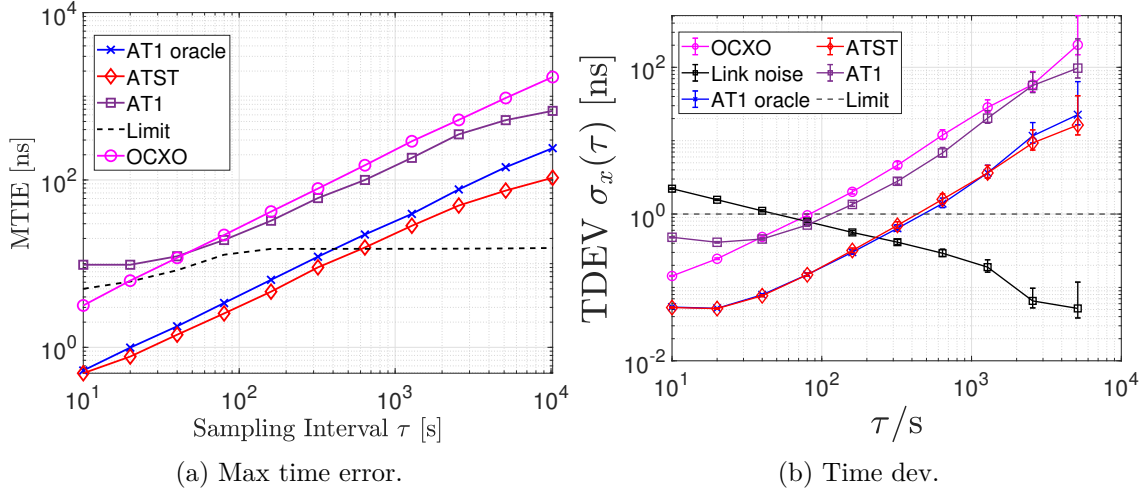 10^4
10^2
10^0
MTIE [ns]
AT1 oracle
ATST
AT1
Limit
OCXO
10^1
10^2
10^3
10^4
Sampling Interval τ [s]
(a) Max time error.
10^2
10^0
10^-2
TDEV σ_x(τ) [ns]
OCXO
Link noise
AT1 oracle
ATST
AT1
Limit
10^1
10^2
10^3
10^4
τ/s
(b) Time dev.